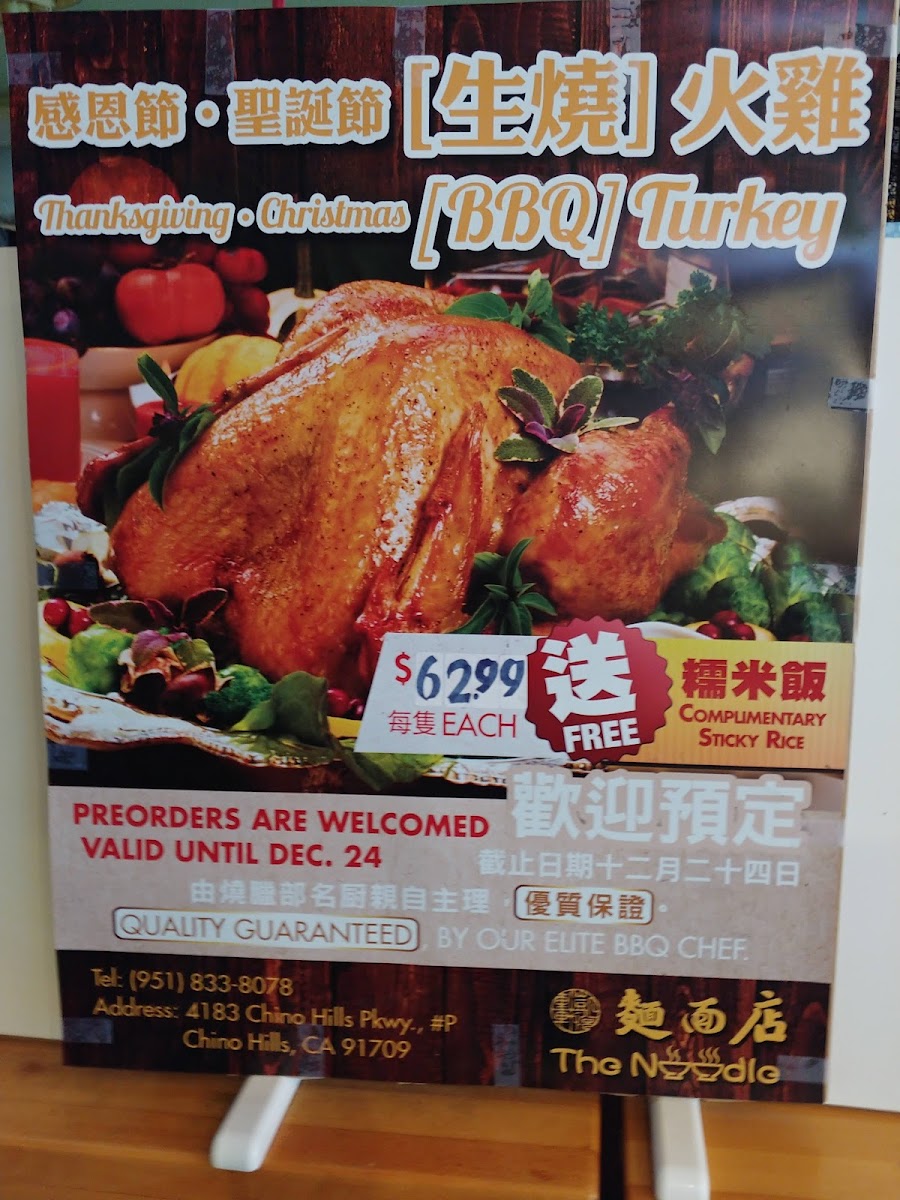 感恩節·聖誕節 [生燒] 火雞
Thanksgiving · Christmas [BBQ] Turkey
$62.99
每隻 EACH
送
FREE
糯米飯
COMPLIMENTARY
STICKY RICE
PREORDERS ARE WELCOMED
VALID UNTIL DEC. 24
歡迎預定
截止日期十二月二十四日
由燒臘部名厨親自主理，優質保證。
QUALITY GUARANTEED, BY OUR ELITE BBQ CHEF.
Tel: (951) 833-8078
Address: 4183 Chino Hills Pkwy., #P
Chino Hills, CA 91709
麵面店
The Noodle